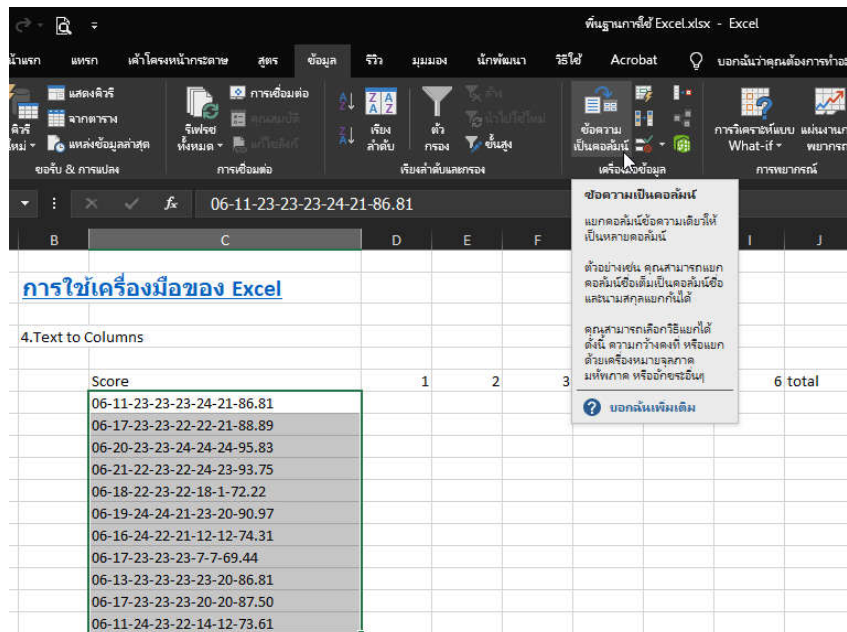 พื้นฐานการใช้ Excel.xlsx - Excel
แทรก เค้าโครงหน้ากระดาษ สูตร ข้อมูล รีวิว มุมมอง นักพัฒนา วิธีใช้ Acrobat
แสดงคิวรี
จากตาราง
แหล่งข้อมูลล่าสุด
รีเฟรช
ทั้งหมด
การเชื่อมต่อ
คุณสมบัติ
แก้ไขลิงก์
เรียง
ลำดับ
ตัว
กรอง
ล้าง
นำไปใช้ใหม่
ขั้นสูง
ข้อความ
เป็นคอลัมน์
การวิเคราะห์แบบ
What-if
การเชื่อมต่อ เรียงลำดับและกรอง การพยากรณ์
fx 06-11-23-23-23-24-21-86.81
B C D E F I J
ข้อความเป็นคอลัมน์
แยกคอลัมน์ข้อความเดียวให้
เป็นหลายคอลัมน์
ตัวอย่างเช่น คุณสามารถแยก
คอลัมน์ชื่อเต็มเป็นคอลัมน์ชื่อ
และนามสกุลแยกกันได้
คุณสามารถเลือกวิธีแยกได้
ดังนี้ ความกว้างคงที่ หรือแยก
ด้วยเครื่องหมายจุลภาค
มหัพภาค หรืออักขระอื่นๆ
บอกฉันเพิ่มเติม
การใช้เครื่องมือของ Excel
4.Text to Columns
Score 1 2 3 6 total
06-11-23-23-23-24-21-86.81
06-17-23-23-22-22-21-88.89
06-20-23-23-24-24-24-95.83
06-21-22-23-22-24-23-93.75
06-18-22-23-22-18-1-72.22
06-19-24-24-21-23-20-90.97
06-16-24-22-21-12-12-74.31
06-17-23-23-23-7-7-69.44
06-13-23-23-23-23-20-86.81
06-17-23-23-23-20-20-87.50
06-11-24-23-22-14-12-73.61